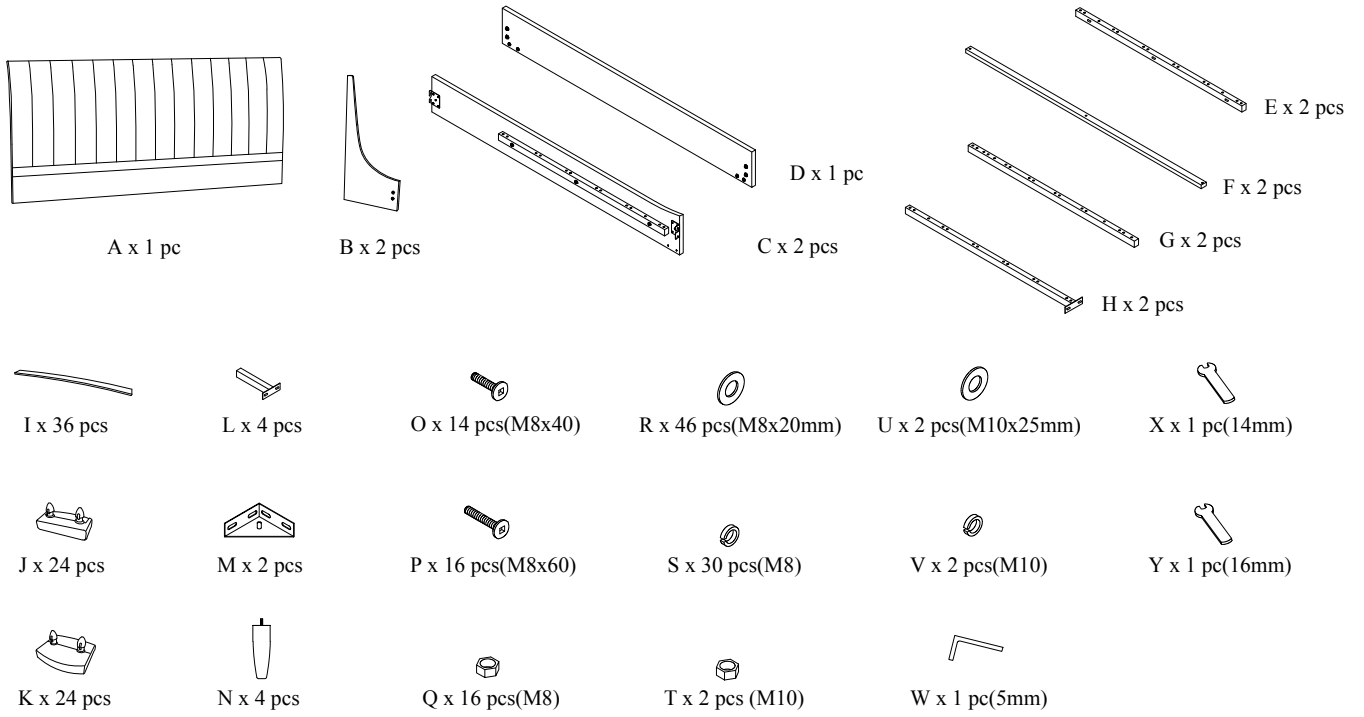 E x 2 pcs
D x 1 pc
F x 2 pcs
A x 1 pc
B x 2 pcs
C x 2 pcs
G x 2 pcs
H x 2 pcs
I x 36 pcs
L x 4 pcs
O x 14 pcs(M8x40)
R x 46 pcs(M8x20mm)
U x 2 pcs(M10x25mm)
X x 1 pc(14mm)
J x 24 pcs
M x 2 pcs
P x 16 pcs(M8x60)
S x 30 pcs(M8)
V x 2 pcs(M10)
Y x 1 pc(16mm)
K x 24 pcs
N x 4 pcs
Q x 16 pcs(M8)
T x 2 pcs (M10)
W x 1 pc(5mm)